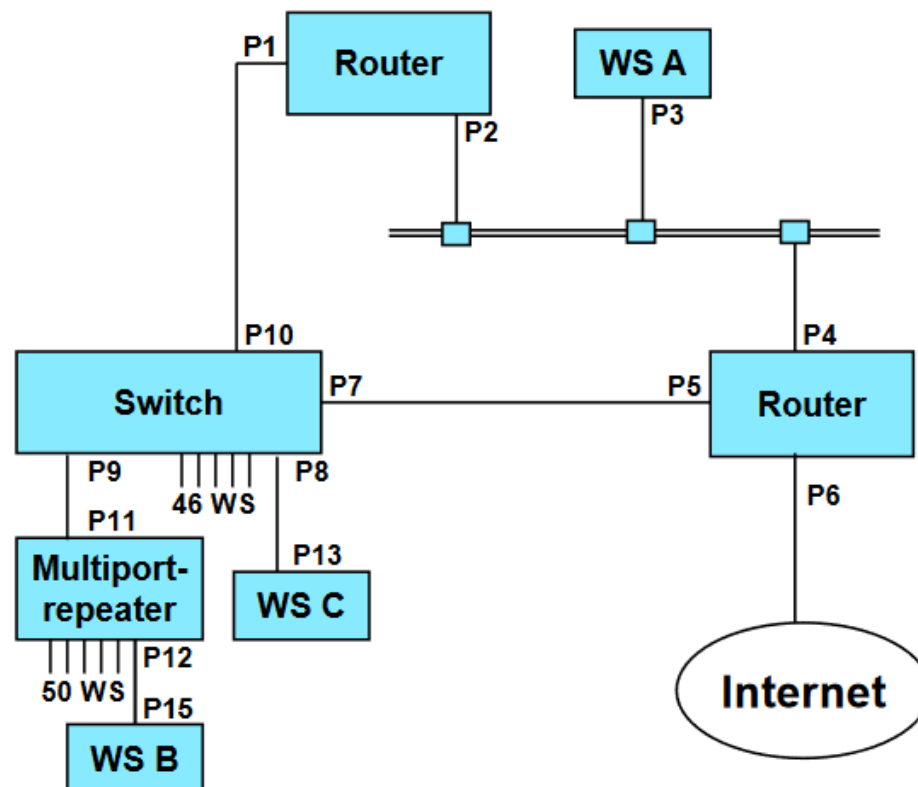 P1
Router
WS A
P2
P3
P10
P4
Switch
P7
P5
Router
P9
46 WS
P8
P6
P11
Multiport-
repeater
P13
WS C
P12
50 WS
P15
WS B
Internet